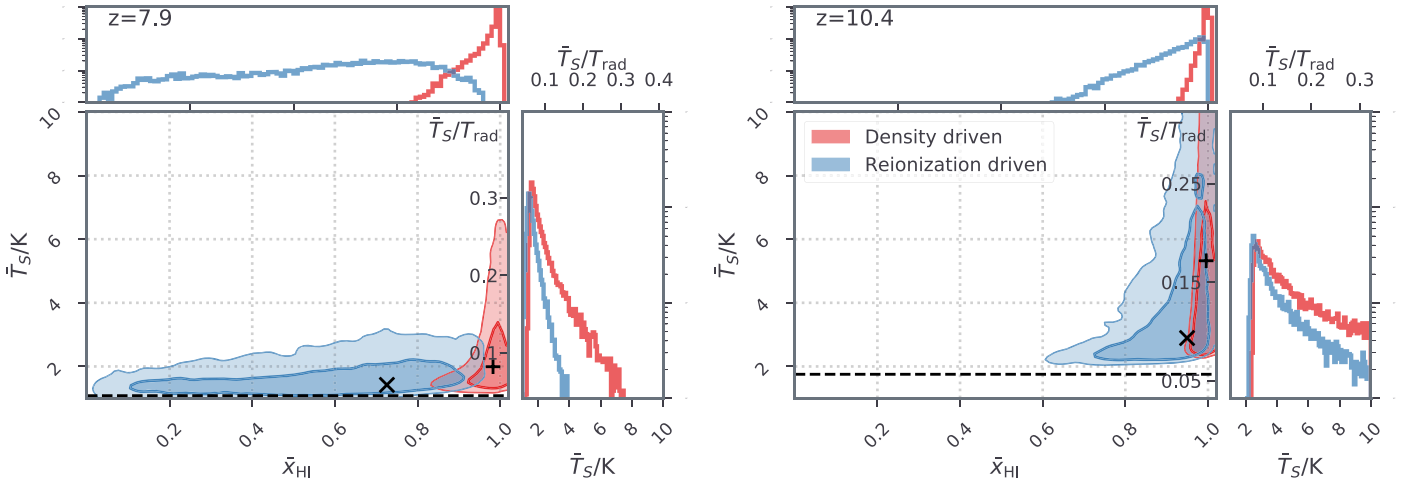 z=7.9
T̄_S/T_rad
0.1 0.2 0.3 0.4
10
8
6
4
2
T̄_S/K
T̄_S/T_rad
0.3
0.2
0.1
0.2 0.4 0.6 0.8 1.0
x̄_HI
2 4 6 8 10
T̄_S/K
z=10.4
T̄_S/T_rad
0.1 0.2 0.3
Density driven
Reionization driven
10
8
6
4
2
T̄_S/K
T̄_S/T_rad
0.25
0.15
0.05
0.2 0.4 0.6 0.8 1.0
x̄_HI
2 4 6 8 10
T̄_S/K